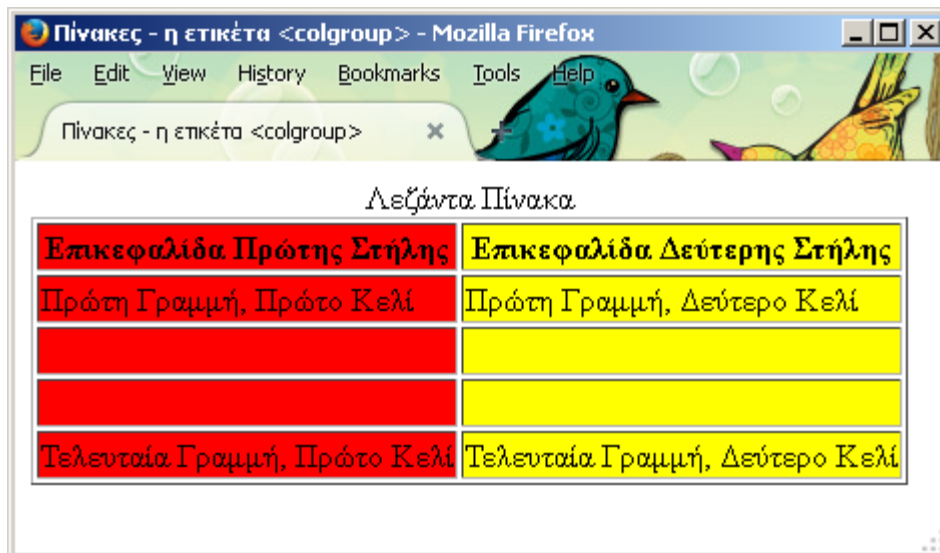 Πίνακες - η ετικέτα <colgroup> - Mozilla Firefox
File Edit View History Bookmarks Tools Help
Πίνακες - η ετικέτα <colgroup>
Λεζάντα Πίνακα
Επικεφαλίδα Πρώτης Στήλης Επικεφαλίδα Δεύτερης Στήλης
Πρώτη Γραμμή, Πρώτο Κελί Πρώτη Γραμμή, Δεύτερο Κελί
Τελευταία Γραμμή, Πρώτο Κελί Τελευταία Γραμμή, Δεύτερο Κελί